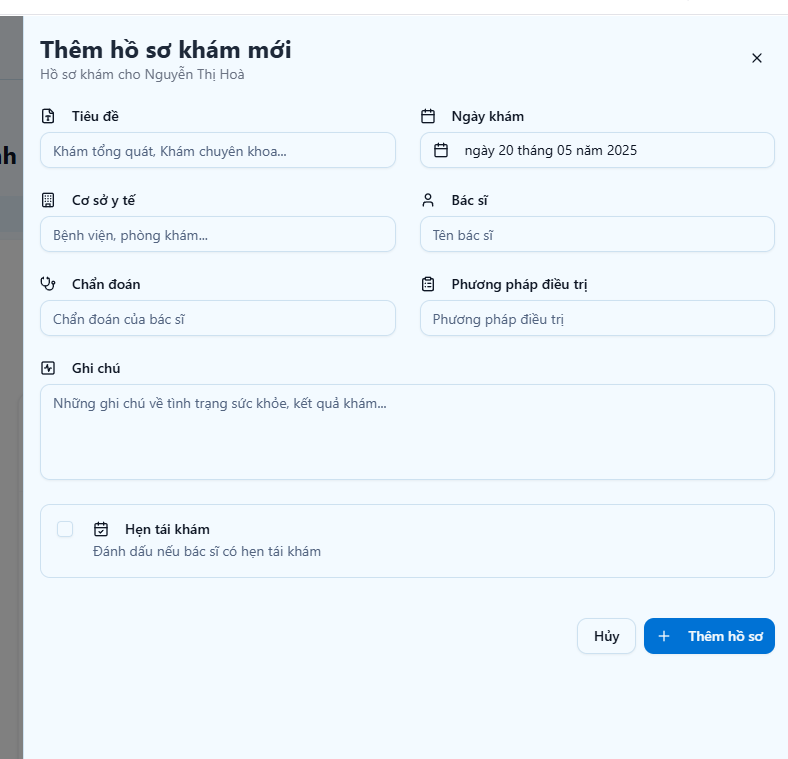 Thêm hồ sơ khám mới
Hồ sơ khám cho Nguyễn Thị Hoà
Tiêu đề
Khám tổng quát, Khám chuyên khoa...
Ngày khám
ngày 20 tháng 05 năm 2025
Cơ sở y tế
Bệnh viện, phòng khám...
Bác sĩ
Tên bác sĩ
Chẩn đoán
Chẩn đoán của bác sĩ
Phương pháp điều trị
Phương pháp điều trị
Ghi chú
Những ghi chú về tình trạng sức khỏe, kết quả khám...
Hẹn tái khám
Đánh dấu nếu bác sĩ có hẹn tái khám
Hủy
Thêm hồ sơ